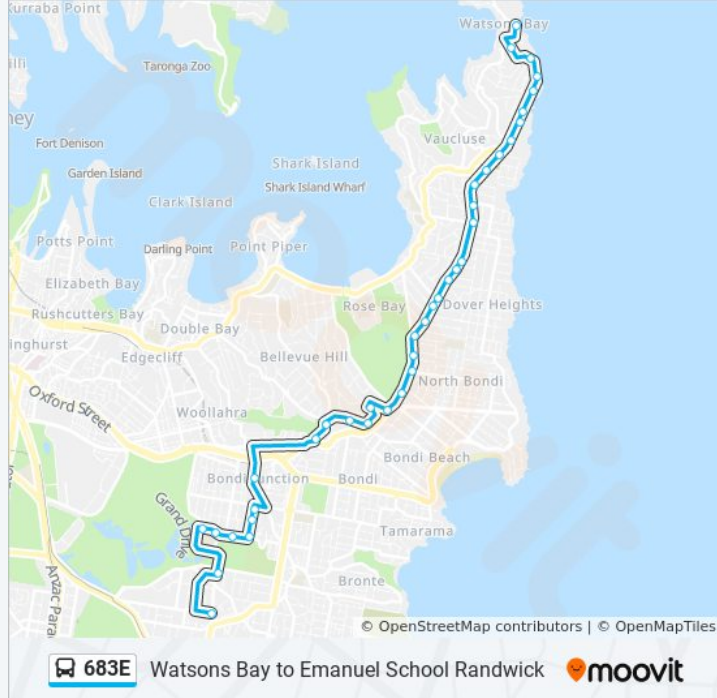 Kurraba Point
Watsons Bay
Taronga Zoo
Fort Denison
Vaucluse
Shark Island
Garden Island
Shark Island Wharf
Clark Island
Potts Point
Darling Point
Point Piper
Elizabeth Bay
Rose Bay
Dover Heights
Rushcutters Bay
Double Bay
inghurst
Edgecliff
Bellevue Hill
North Bondi
Oxford Street
Woollahra
Bondi Beach
Bondi Junction
Bondi
Grand Drive
Tamarama
Anzac Para
Bronte
© OpenStreetMap contributors | © OpenMapTiles
683E Watsons Bay to Emanuel School Randwick moovit